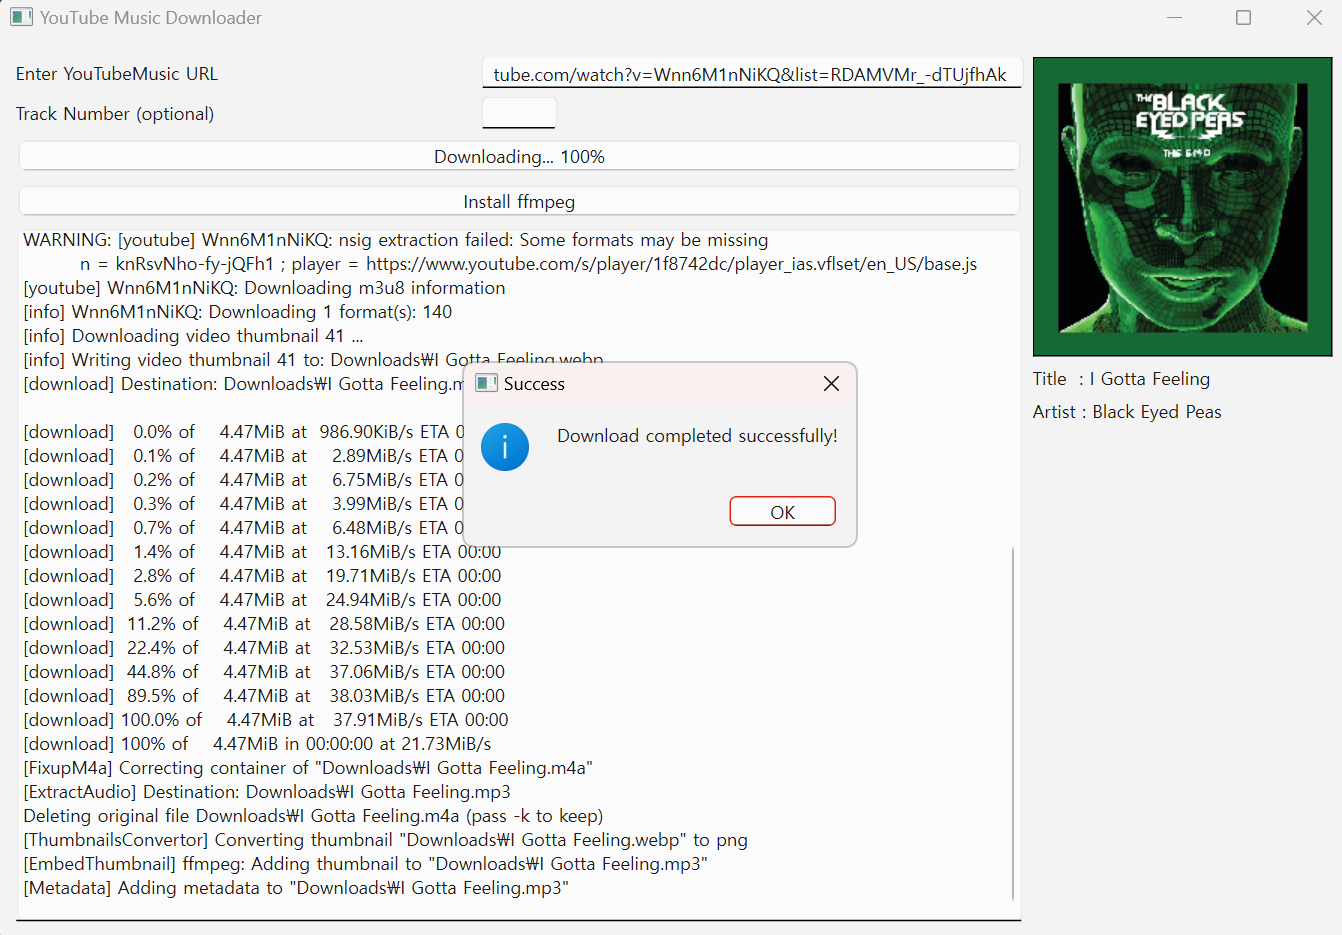 YouTube Music Downloader
Enter YouTubeMusic URL
tube.com/watch?v=Wnn6M1nNiKQ&list=RDAMVMr_-dTUjfhAk
Track Number (optional)
Downloading... 100%
Install ffmpeg
WARNING: [youtube] Wnn6M1nNiKQ: nsig extraction failed: Some formats may be missing
n = knRsvNho-fy-jQFh1 ; player = https://www.youtube.com/s/player/1f8742dc/player_ias.vflset/en_US/base.js
[youtube] Wnn6M1nNiKQ: Downloading m3u8 information
[info] Wnn6M1nNiKQ: Downloading 1 format(s): 140
[info] Downloading video thumbnail 41 ...
[info] Writing video thumbnail 41 to: Downloads₩I Gotta Feeling.webp
[download] Destination: Downloads₩I Gotta Feeling.m
[download] 0.0% of 4.47MiB at 986.90KiB/s ETA 0
[download] 0.1% of 4.47MiB at 2.89MiB/s ETA 0
[download] 0.2% of 4.47MiB at 6.75MiB/s ETA 0
[download] 0.3% of 4.47MiB at 3.99MiB/s ETA 0
[download] 0.7% of 4.47MiB at 6.48MiB/s ETA 0
[download] 1.4% of 4.47MiB at 13.16MiB/s ETA 00:00
[download] 2.8% of 4.47MiB at 19.71MiB/s ETA 00:00
[download] 5.6% of 4.47MiB at 24.94MiB/s ETA 00:00
[download] 11.2% of 4.47MiB at 28.58MiB/s ETA 00:00
[download] 22.4% of 4.47MiB at 32.53MiB/s ETA 00:00
[download] 44.8% of 4.47MiB at 37.06MiB/s ETA 00:00
[download] 89.5% of 4.47MiB at 38.03MiB/s ETA 00:00
[download] 100.0% of 4.47MiB at 37.91MiB/s ETA 00:00
[download] 100% of 4.47MiB in 00:00:00 at 21.73MiB/s
[FixupM4a] Correcting container of "Downloads₩I Gotta Feeling.m4a"
[ExtractAudio] Destination: Downloads₩I Gotta Feeling.mp3
Deleting original file Downloads₩I Gotta Feeling.m4a (pass -k to keep)
[ThumbnailsConvertor] Converting thumbnail "Downloads₩I Gotta Feeling.webp" to png
[EmbedThumbnail] ffmpeg: Adding thumbnail to "Downloads₩I Gotta Feeling.mp3"
[Metadata] Adding metadata to "Downloads₩I Gotta Feeling.mp3"
Success
Download completed successfully!
OK
THE BLACK
EYED PEAS
THE E.N.D
Title : I Gotta Feeling
Artist : Black Eyed Peas